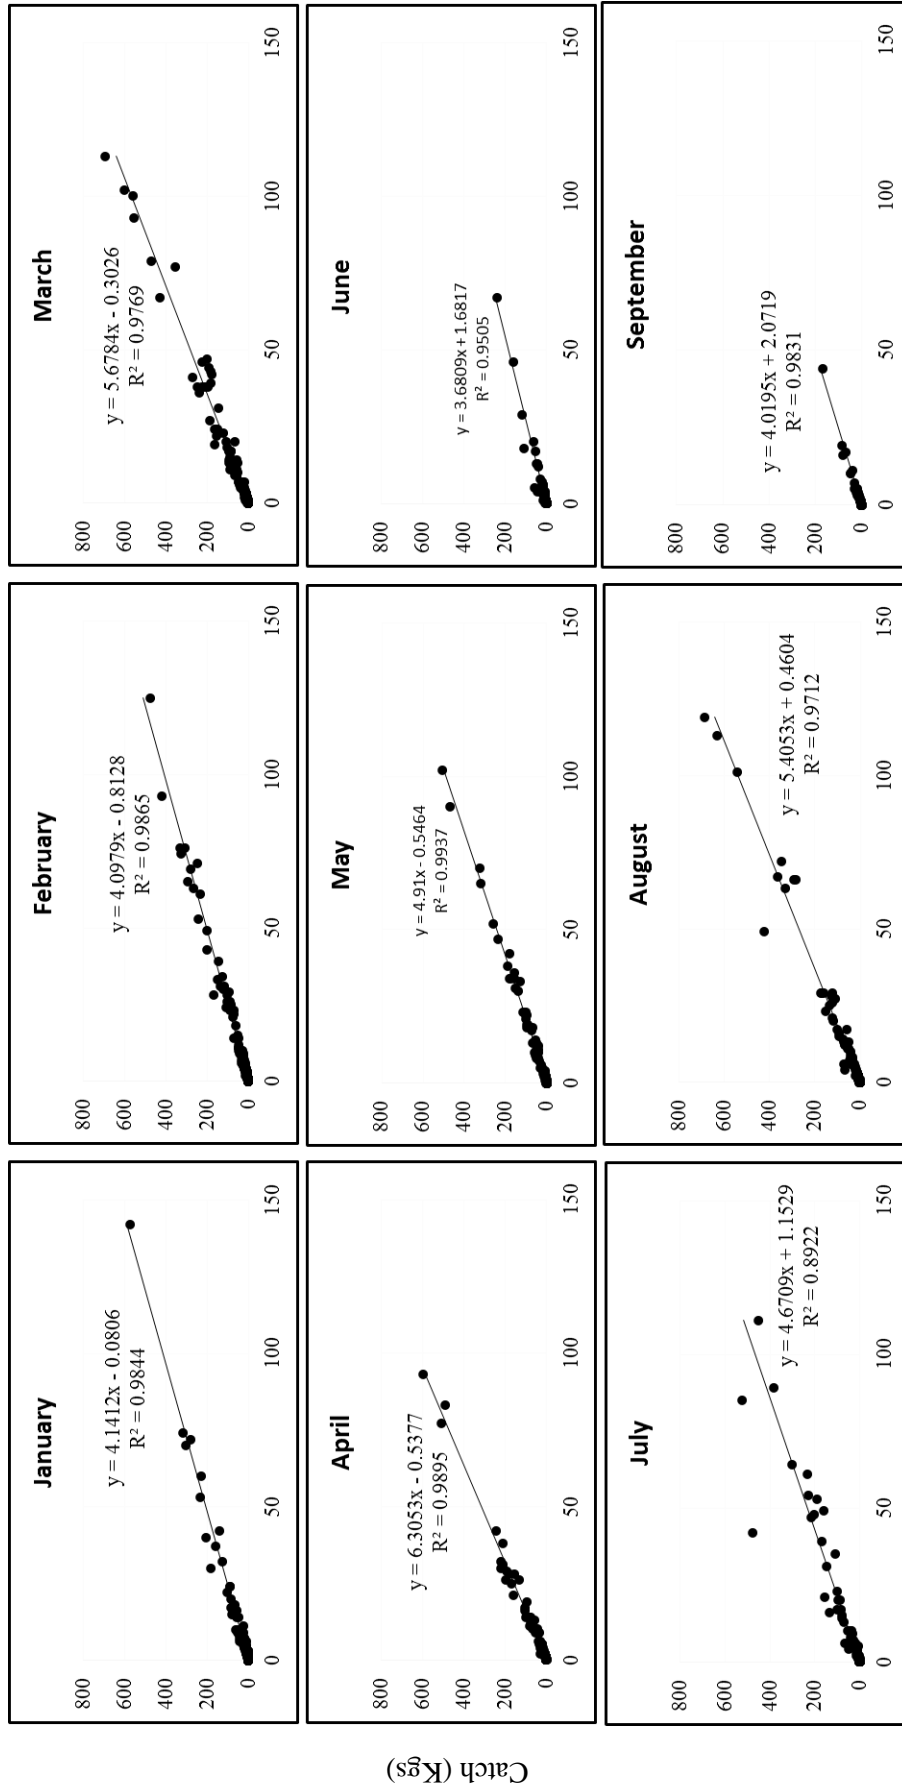 Catch (Kgs)
January
y = 4.1412x - 0.0806
R² = 0.9844
800
600
400
200
0
0 50 100 150
February
y = 4.0979x - 0.8128
R² = 0.9865
800
600
400
200
0
0 50 100 150
March
y = 5.6784x - 0.3026
R² = 0.9769
800
600
400
200
0
0 50 100 150
April
y = 6.3053x - 0.5377
R² = 0.9895
800
600
400
200
0
0 50 100 150
May
y = 4.91x - 0.5464
R² = 0.9937
800
600
400
200
0
0 50 100 150
June
y = 3.6809x + 1.6817
R² = 0.9505
800
600
400
200
0
0 50 100 150
July
y = 4.6709x + 1.1529
R² = 0.8922
800
600
400
200
0
0 50 100 150
August
y = 5.4053x + 0.4604
R² = 0.9712
800
600
400
200
0
0 50 100 150
September
y = 4.0195x + 2.0719
R² = 0.9831
800
600
400
200
0
0 50 100 150